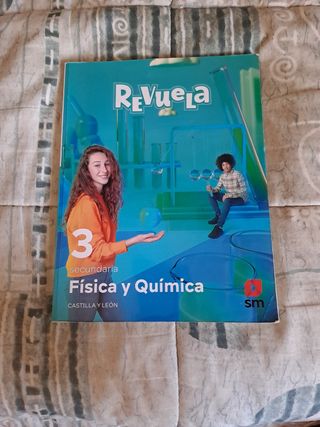 REVUELA
3
secundaria
Física y Química
CASTILLA Y LEÓN
sm